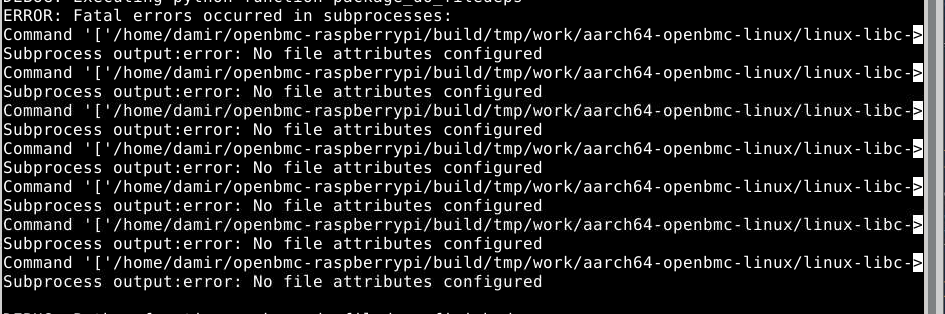 ERROR: Fatal errors occurred in subprocesses:
Command '['/home/damir/openbmc-raspberrypi/build/tmp/work/aarch64-openbmc-linux/linux-libc->
Subprocess output:error: No file attributes configured
Command '['/home/damir/openbmc-raspberrypi/build/tmp/work/aarch64-openbmc-linux/linux-libc->
Subprocess output:error: No file attributes configured
Command '['/home/damir/openbmc-raspberrypi/build/tmp/work/aarch64-openbmc-linux/linux-libc->
Subprocess output:error: No file attributes configured
Command '['/home/damir/openbmc-raspberrypi/build/tmp/work/aarch64-openbmc-linux/linux-libc->
Subprocess output:error: No file attributes configured
Command '['/home/damir/openbmc-raspberrypi/build/tmp/work/aarch64-openbmc-linux/linux-libc->
Subprocess output:error: No file attributes configured
Command '['/home/damir/openbmc-raspberrypi/build/tmp/work/aarch64-openbmc-linux/linux-libc->
Subprocess output:error: No file attributes configured
Command '['/home/damir/openbmc-raspberrypi/build/tmp/work/aarch64-openbmc-linux/linux-libc->
Subprocess output:error: No file attributes configured